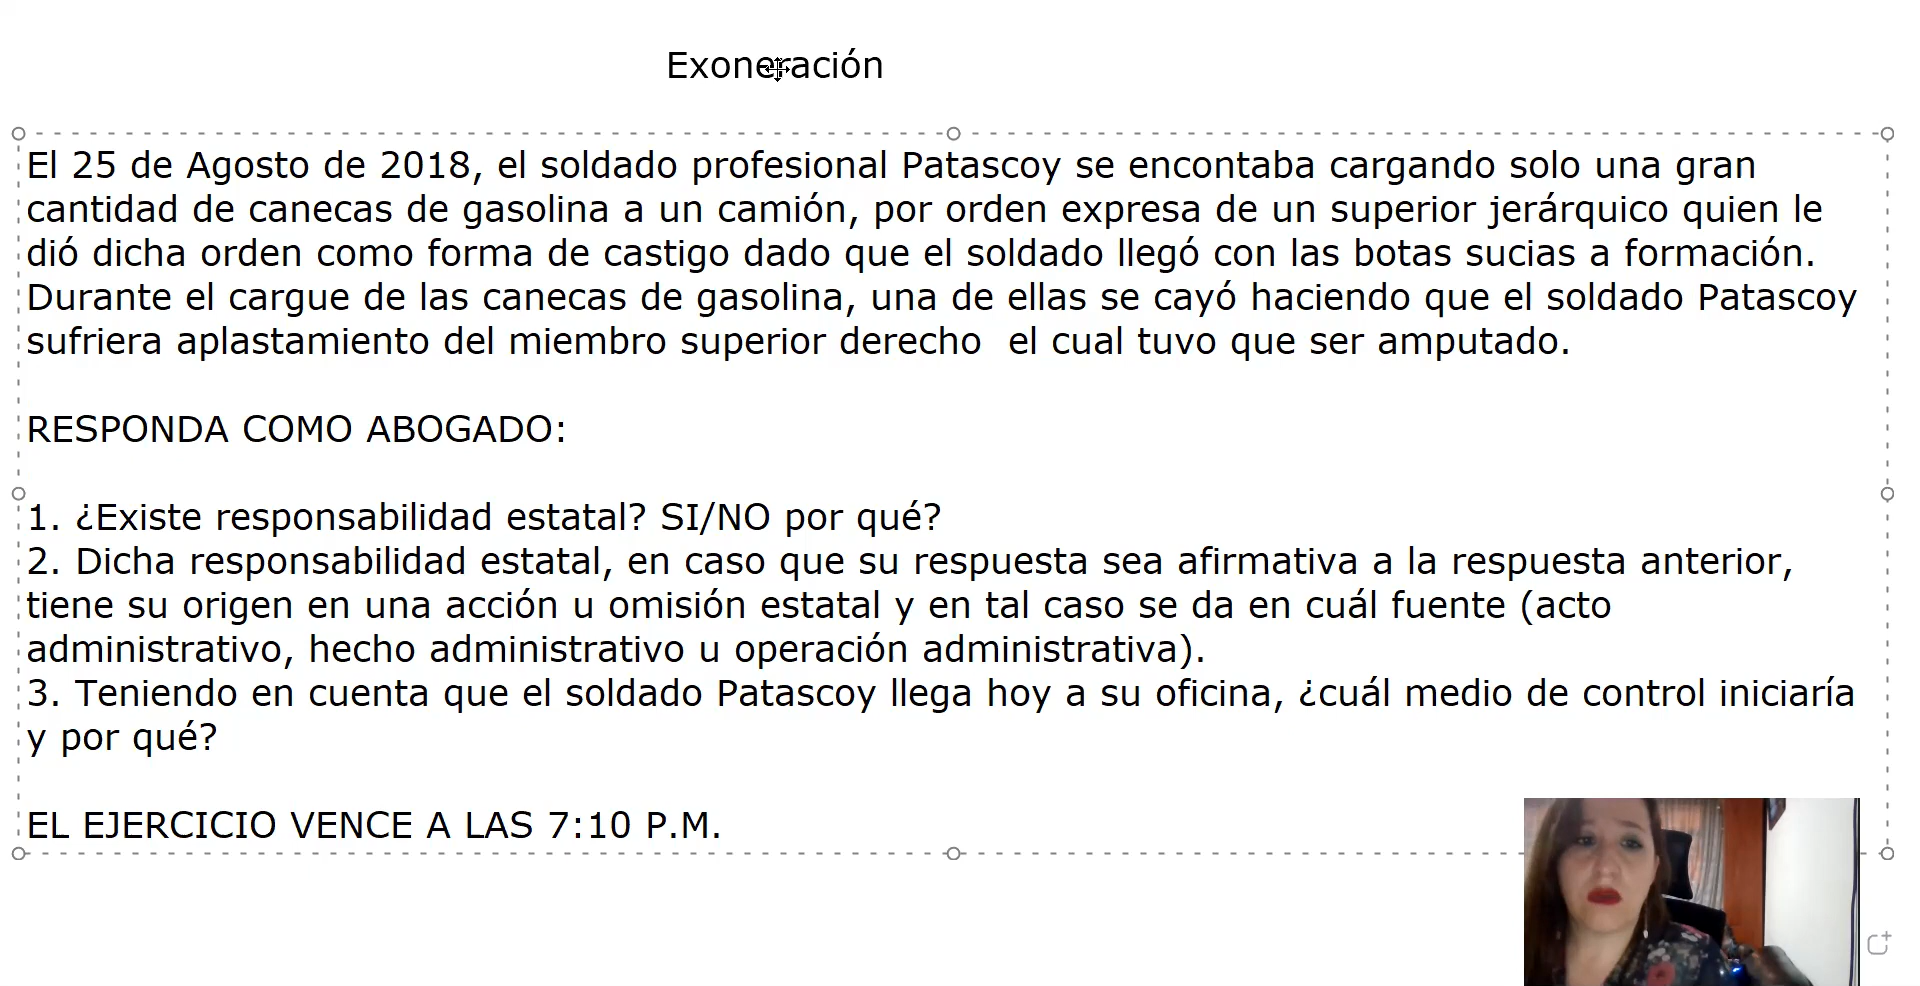 Exoneración
El 25 de Agosto de 2018, el soldado profesional Patascoy se encontaba cargando solo una gran
cantidad de canecas de gasolina a un camión, por orden expresa de un superior jerárquico quien le
dió dicha orden como forma de castigo dado que el soldado llegó con las botas sucias a formación.
Durante el cargue de las canecas de gasolina, una de ellas se cayó haciendo que el soldado Patascoy
sufriera aplastamiento del miembro superior derecho  el cual tuvo que ser amputado.
RESPONDA COMO ABOGADO:
1. ¿Existe responsabilidad estatal? SI/NO por qué?
2. Dicha responsabilidad estatal, en caso que su respuesta sea afirmativa a la respuesta anterior,
tiene su origen en una acción u omisión estatal y en tal caso se da en cuál fuente (acto
administrativo, hecho administrativo u operación administrativa).
3. Teniendo en cuenta que el soldado Patascoy llega hoy a su oficina, ¿cuál medio de control iniciaría
y por qué?
EL EJERCICIO VENCE A LAS 7:10 P.M.